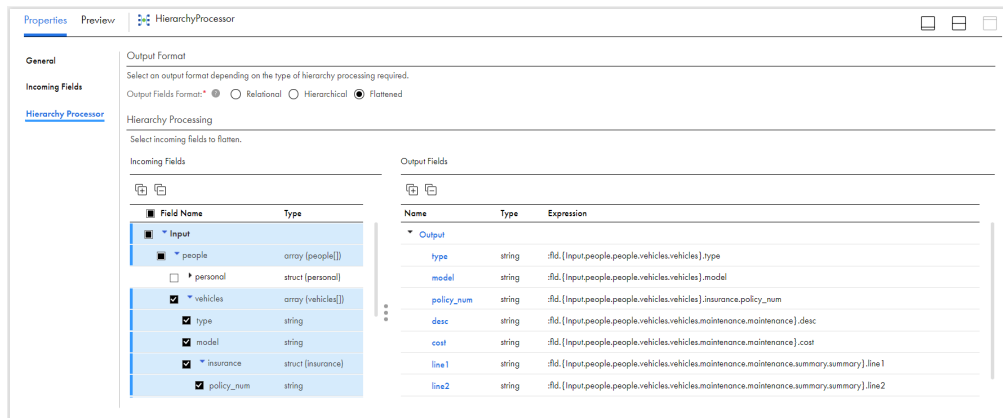 Properties Preview HierarchyProcessor
General
Incoming Fields
Hierarchy Processor
Output Format
Select an output format depending on the type of hierarchy processing required.
Output Fields Format:* Relational Hierarchical Flattened
Hierarchy Processing
Select incoming fields to flatten.
Incoming Fields
Field Name Type
Input
people array (people[])
personal struct (personal)
vehicles array (vehicles[])
type string
model string
insurance struct (insurance)
policy_num string
Output Fields
Name Type Expression
Output
type string :fld.{Input.people.people.vehicles.vehicles}.type
model string :fld.{Input.people.people.vehicles.vehicles}.model
policy_num string :fld.{Input.people.people.vehicles.vehicles}.insurance.policy_num
desc string :fld.{Input.people.people.vehicles.vehicles.maintenance.maintenance}.desc
cost string :fld.{Input.people.people.vehicles.vehicles.maintenance.maintenance}.cost
line1 string :fld.{Input.people.people.vehicles.vehicles.maintenance.maintenance.summary.summary}.line1
line2 string :fld.{Input.people.people.vehicles.vehicles.maintenance.maintenance.summary.summary}.line2